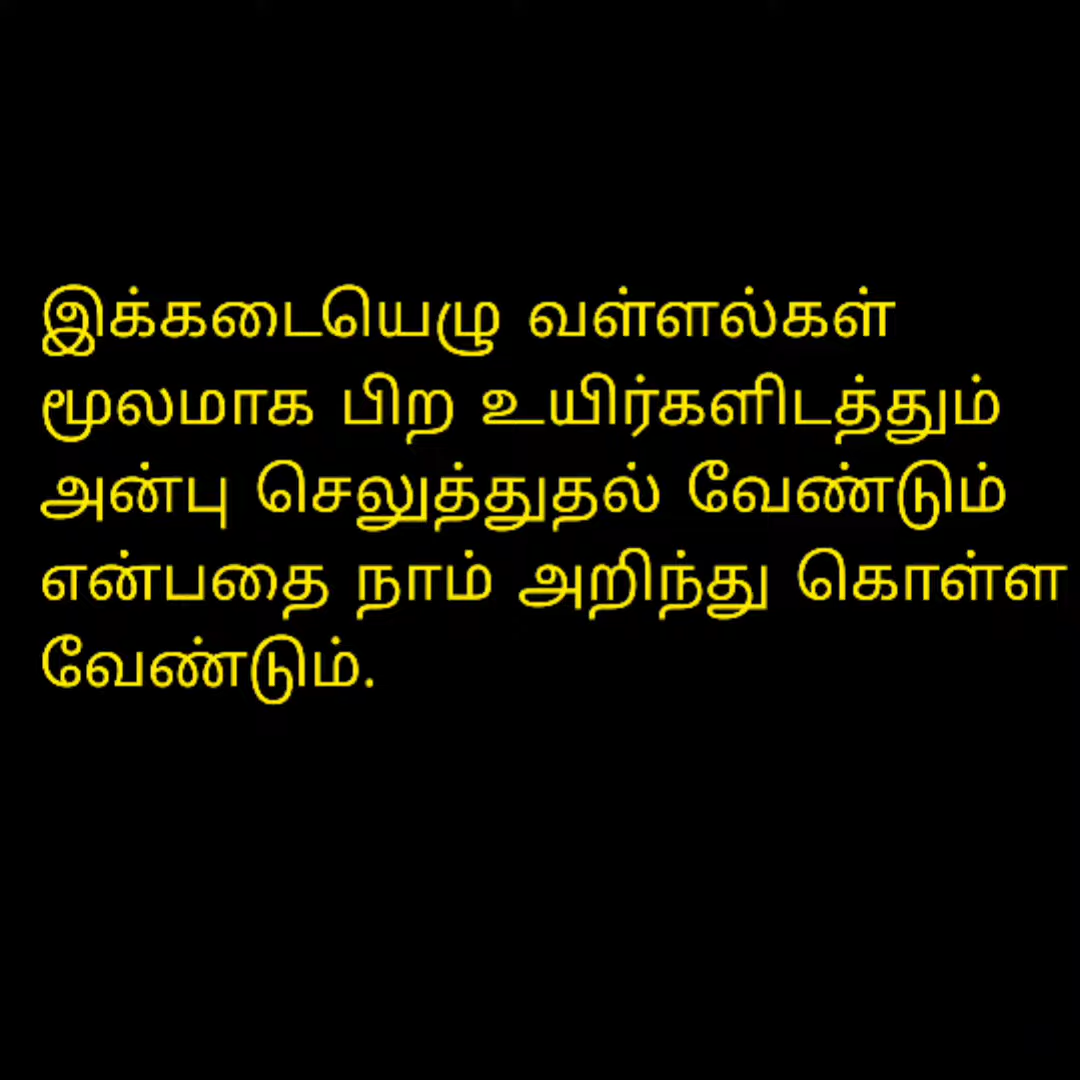 இக்கடையெழு வள்ளல்கள்
மூலமாக பிற உயிர்களிடத்தும்
அன்பு செலுத்துதல் வேண்டும்
என்பதை நாம் அறிந்து கொள்ள
வேண்டும்.